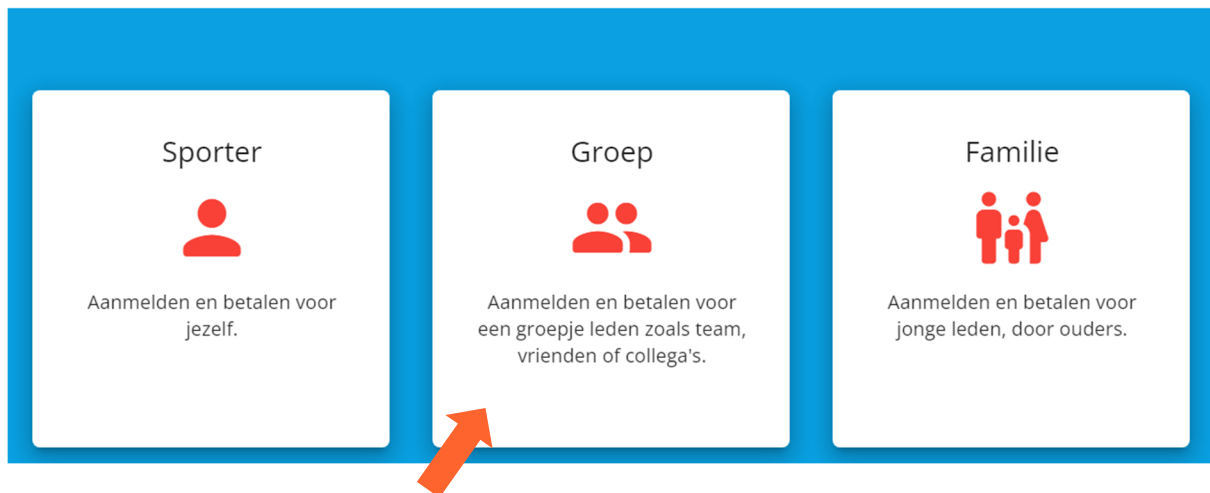 Sporter
Aanmelden en betalen voor
jezelf.
Groep
Aanmelden en betalen voor
een groepje leden zoals team,
vrienden of collega's.
Familie
Aanmelden en betalen voor
jonge leden, door ouders.